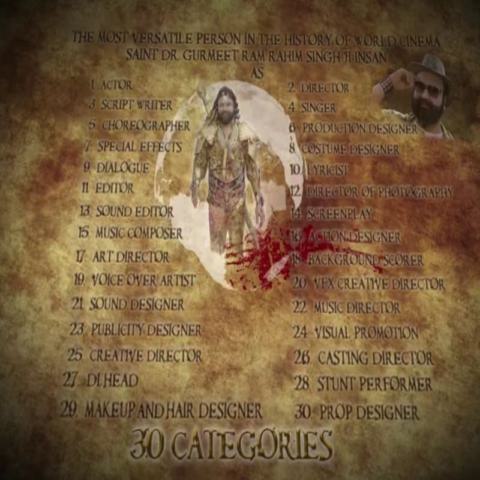 THE MOST VERSATILE PERSON IN THE HISTORY OF WORLD CINEMA
SAINT DR. GURMEET RAM RAHIM SINGH JI INSAN
AS
1. ACTOR 2. DIRECTOR
3. SCRIPT WRITER 4. SINGER
5. CHOREOGRAPHER 6. PRODUCTION DESIGNER
7. SPECIAL EFFECTS 8. COSTUME DESIGNER
9. DIALOGUE 10. LYRICIST
11. EDITOR 12. DIRECTOR OF PHOTOGRAPHY
13. SOUND EDITOR 14. SCREENPLAY
15. MUSIC COMPOSER 16. ACTION DESIGNER
17. ART DIRECTOR 18. BACKGROUND SCORER
19. VOICE OVER ARTIST 20. VFX CREATIVE DIRECTOR
21. SOUND DESIGNER 22. MUSIC DIRECTOR
23. PUBLICITY DESIGNER 24. VISUAL PROMOTION
25. CREATIVE DIRECTOR 26. CASTING DIRECTOR
27. DI. HEAD 28. STUNT PERFORMER
29. MAKEUP AND HAIR DESIGNER 30. PROP DESIGNER
30 CATEGORIES